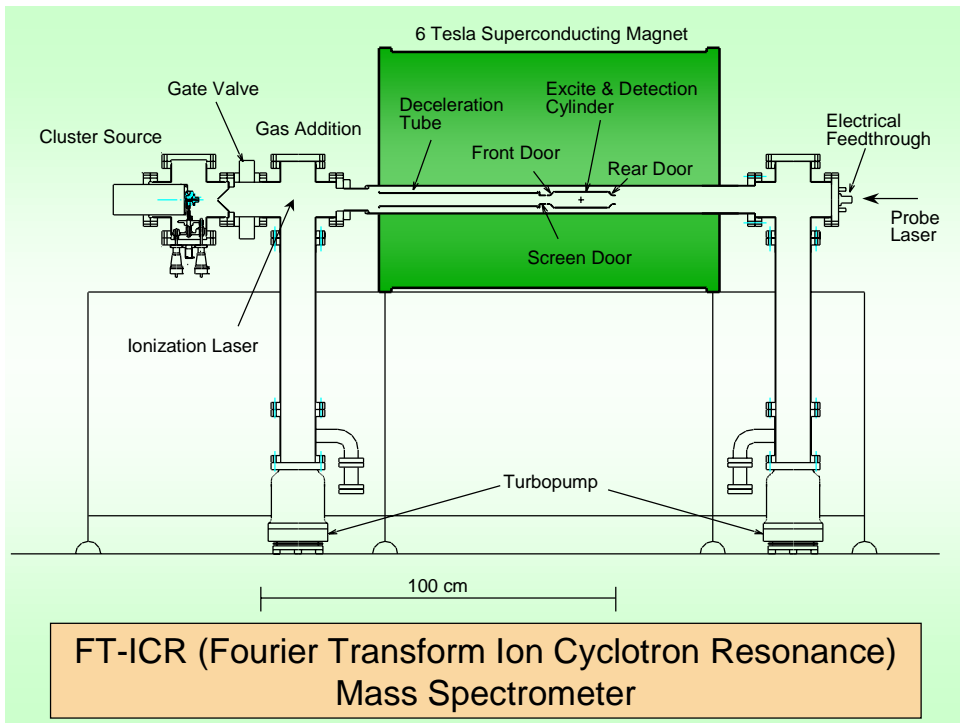 6 Tesla Superconducting Magnet
Gate Valve
Cluster Source
Gas Addition
Deceleration
Tube
Excite & Detection
Cylinder
Front Door
Rear Door
Electrical
Feedthrough
Probe
Laser
Screen Door
Ionization Laser
Turbopump
100 cm
FT-ICR (Fourier Transform Ion Cyclotron Resonance)
Mass Spectrometer